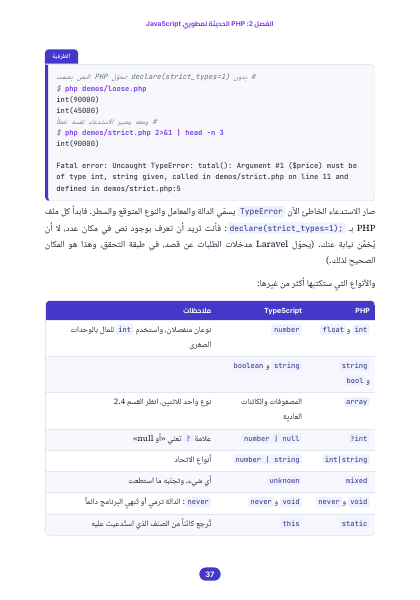 الفصل 2: PHP الحديثة لمطوري JavaScript
الطرفية
# بدون declare(strict_types=1) تحوّل PHP النص بصمت
$ php demos/loose.php
int(90000)
int(45000)
# ومعه يصير الاستدعاء نفسه خطأً
$ php demos/strict.php 2>&1 | head -n 3
int(90000)
Fatal error: Uncaught TypeError: total(): Argument #1 ($price) must be
of type int, string given, called in demos/strict.php on line 11 and
defined in demos/strict.php:5
صار الاستدعاء الخاطئ الآن TypeError يسمّي الدالة والمعامل والنوع المتوقع والسطر. فابدأ كل ملف
PHP بـ declare(strict_types=1); : فأنت تريد أن تعرف بوجود نص في مكان عدد، لا أن
يُخمَّن نيابة عنك. (يحوّل Laravel مدخلات الطلبات عن قصد، في طبقة التحقق، وهذا هو المكان
الصحيح لذلك.)
والأنواع التي ستكتبها أكثر من غيرها:
PHP TypeScript ملاحظات
int و float number نوعان منفصلان، واستخدم int للمال بالوحدات
الصغرى
string string و boolean
و bool
array المصفوفات والكائنات نوع واحد للاثنين، انظر القسم 2.4
العادية
?int number | null علامة ? تعني «أو null»
int|string number | string أنواع الاتحاد
mixed unknown أي شيء، وتجنّبه ما استطعت
void و never void و never never : الدالة ترمي أو تُنهي البرنامج دائماً
static this تُرجع كائناً من الصنف الذي استُدعيت عليه
37